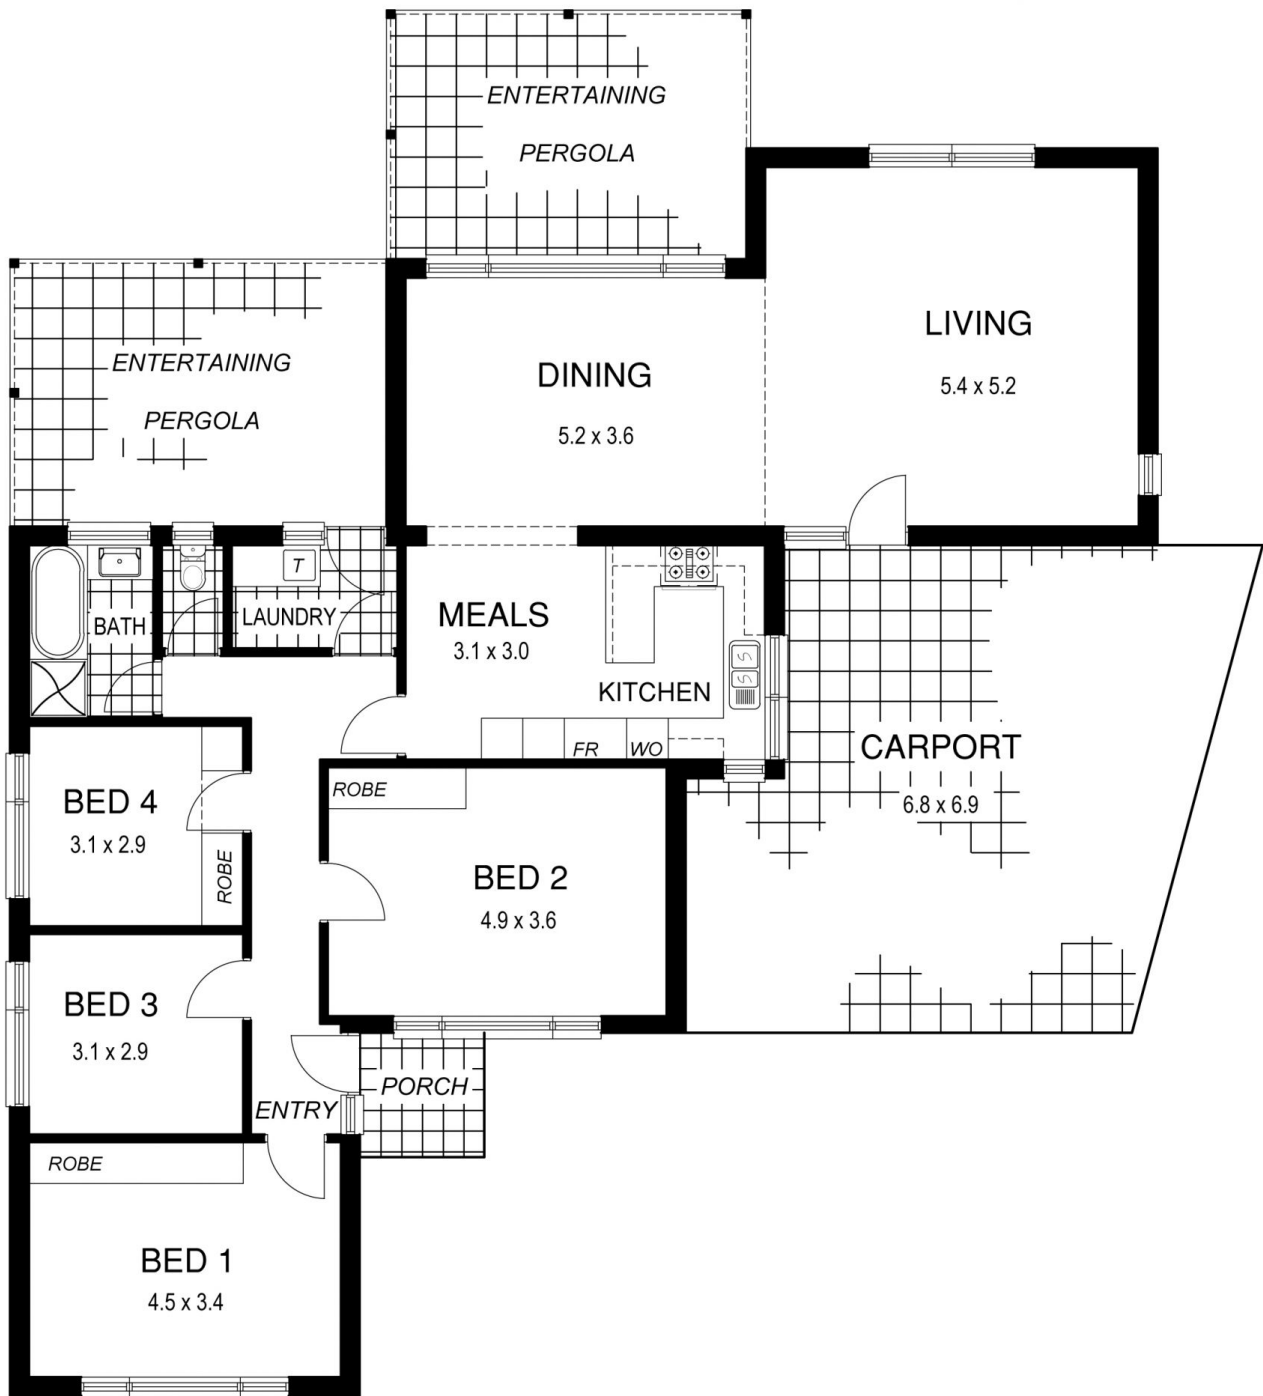 ENTERTAINING
PERGOLA
LIVING
5.4 x 5.2
ENTERTAINING
PERGOLA
DINING
5.2 x 3.6
T
LAUNDRY
BATH
MEALS
3.1 x 3.0
KITCHEN
FR
WO
CARPORT
6.8 x 6.9
BED 4
3.1 x 2.9
ROBE
ROBE
BED 2
4.9 x 3.6
BED 3
3.1 x 2.9
PORCH
ENTRY
ROBE
BED 1
4.5 x 3.4